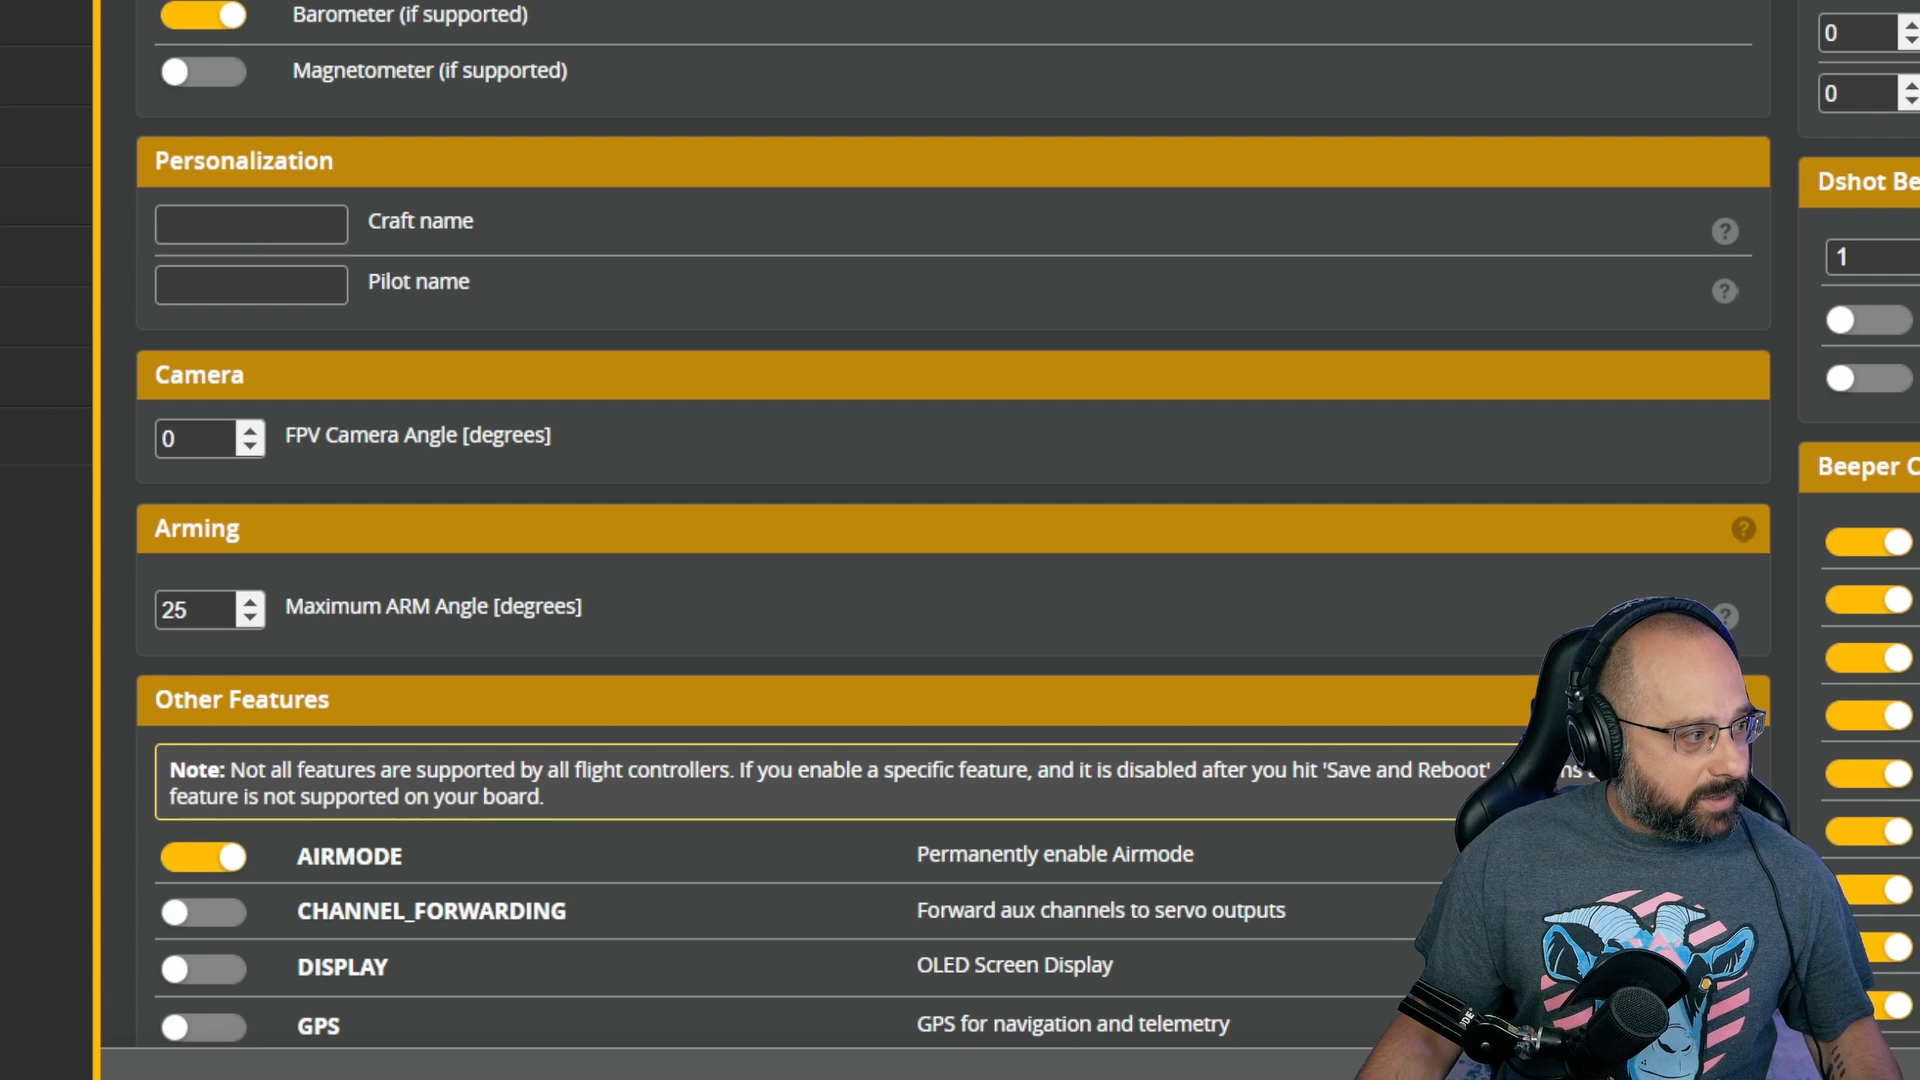 Barometer (if supported)
Magnetometer (if supported)
0
0
Personalization
Craft name
?
Pilot name
?
Dshot Be
1
Camera
0
FPV Camera Angle [degrees]
Beeper C
Arming
?
25
Maximum ARM Angle [degrees]
?
Other Features
Note: Not all features are supported by all flight controllers. If you enable a specific feature, and it is disabled after you hit 'Save and Reboot',
feature is not supported on your board.
AIRMODE
Permanently enable Airmode
CHANNEL_FORWARDING
Forward aux channels to servo outputs
DISPLAY
OLED Screen Display
GPS
GPS for navigation and telemetry